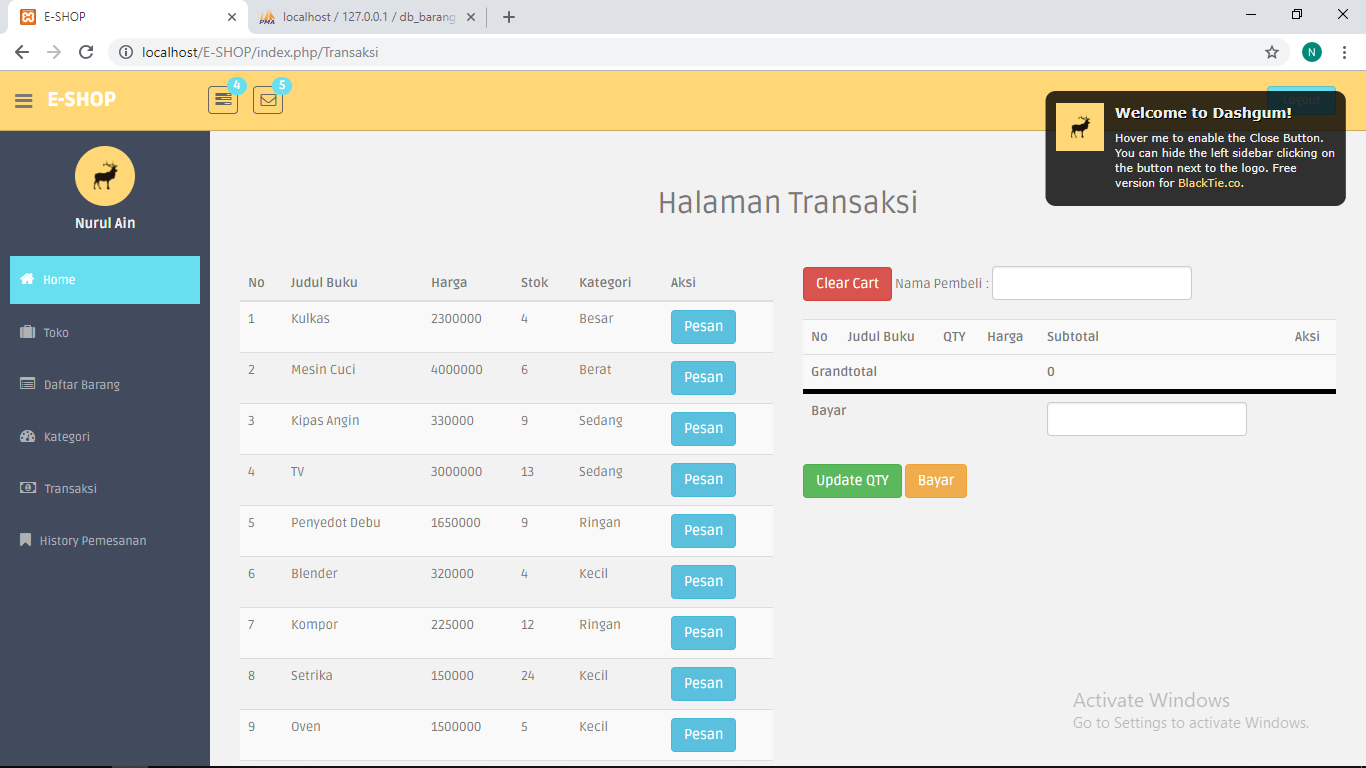 E-SHOP
localhost / 127.0.0.1 / db_barang
localhost/E-SHOP/index.php/Transaksi
N
E-SHOP
4
5
Logout
Welcome to Dashgum!
Hover me to enable the Close Button.
You can hide the left sidebar clicking on
the button next to the logo. Free
version for BlackTie.co.
Nurul Ain
Home
Toko
Daftar Barang
Kategori
Transaksi
History Pemesanan
Halaman Transaksi
No Judul Buku Harga Stok Kategori Aksi
1 Kulkas 2300000 4 Besar Pesan
2 Mesin Cuci 4000000 6 Berat Pesan
3 Kipas Angin 330000 9 Sedang Pesan
4 TV 3000000 13 Sedang Pesan
5 Penyedot Debu 1650000 9 Ringan Pesan
6 Blender 320000 4 Kecil Pesan
7 Kompor 225000 12 Ringan Pesan
8 Setrika 150000 24 Kecil Pesan
9 Oven 1500000 5 Kecil Pesan
Clear Cart Nama Pembeli :
No Judul Buku QTY Harga Subtotal Aksi
Grandtotal 0
Bayar
Update QTY Bayar
Activate Windows
Go to Settings to activate Windows.